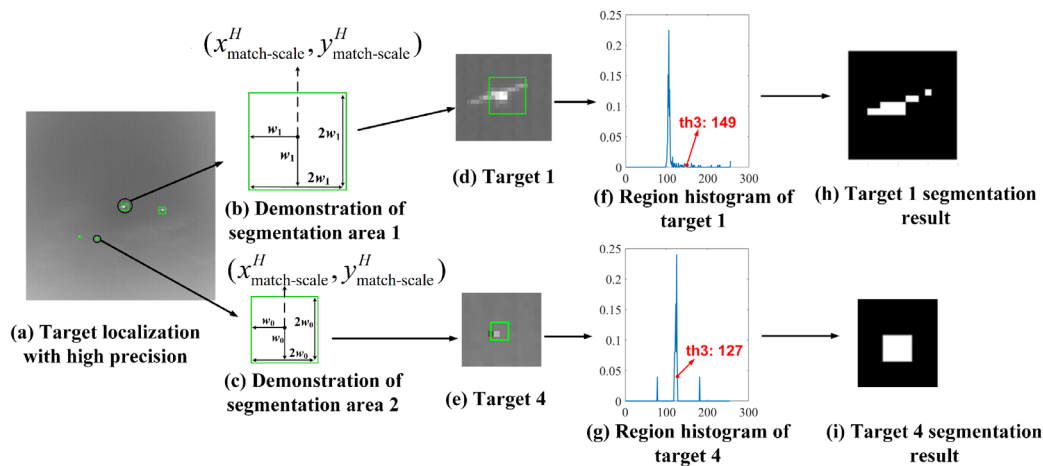 (x^H_match-scale, y^H_match-scale)
w₁
2w₁
w₁
2w₁
(b) Demonstration of
segmentation area 1
(d) Target 1
0.25
0.2
0.15
0.1
0.05
0
0
100
200
300
th3: 149
(f) Region histogram of
target 1
(h) Target 1 segmentation
result
(a) Target localization
with high precision
(x^H_match-scale, y^H_match-scale)
w₀
2w₀
w₀
2w₀
(c) Demonstration of
segmentation area 2
(e) Target 4
0.25
0.2
0.15
0.1
0.05
0
0
100
200
300
th3: 127
(g) Region histogram of
target 4
(i) Target 4 segmentation
result